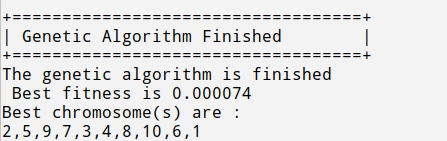 +===================================+
| Genetic Algorithm Finished        |
+===================================+
The genetic algorithm is finished
 Best fitness is 0.000074
Best chromosome(s) are :
2,5,9,7,3,4,8,10,6,1